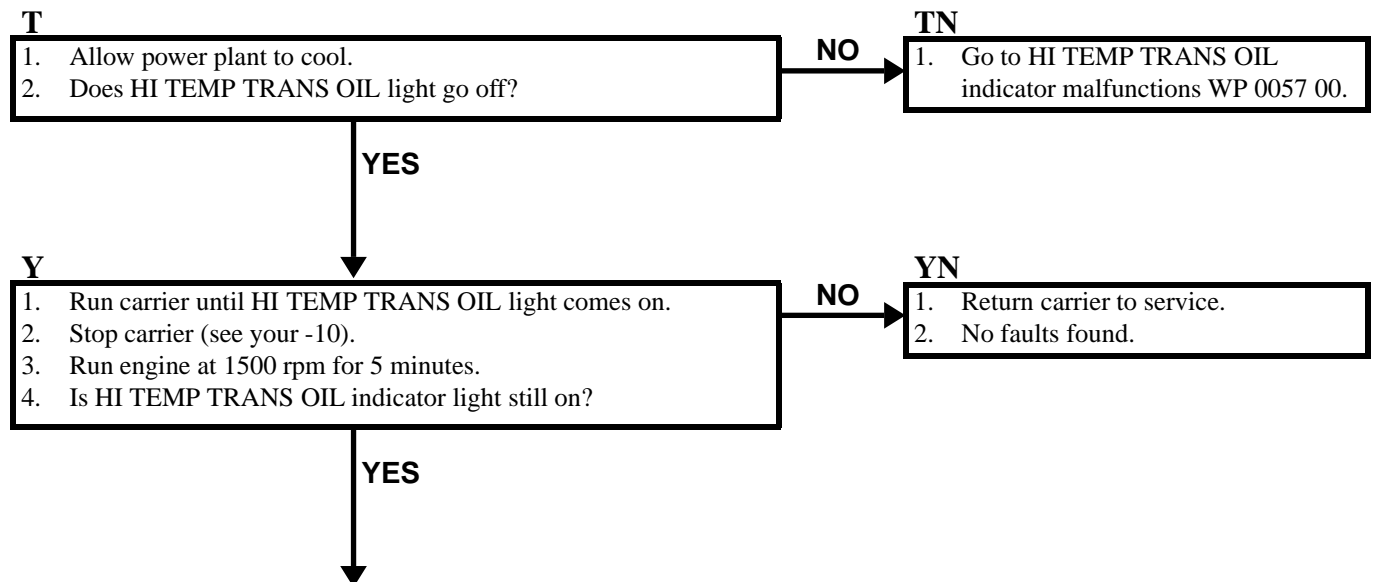 T
1. Allow power plant to cool.
2. Does HI TEMP TRANS OIL light go off?
NO
TN
1. Go to HI TEMP TRANS OIL
indicator malfunctions WP 0057 00.
YES
Y
1. Run carrier until HI TEMP TRANS OIL light comes on.
2. Stop carrier (see your -10).
3. Run engine at 1500 rpm for 5 minutes.
4. Is HI TEMP TRANS OIL indicator light still on?
NO
YN
1. Return carrier to service.
2. No faults found.
YES